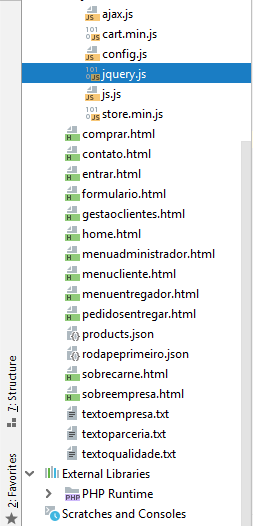 ajax.js
cart.min.js
config.js
jquery.js
js.js
store.min.js
comprar.html
contato.html
entrar.html
formulario.html
gestaoclientes.html
home.html
menuadministrador.html
menucliente.html
menuentregador.html
pedidosentregar.html
products.json
rodapeprimeiro.json
sobrecarne.html
sobreempresa.html
textoempresa.txt
textoparceria.txt
textoqualidade.txt
External Libraries
PHP Runtime
Scratches and Consoles
7: Structure
2: Favorites